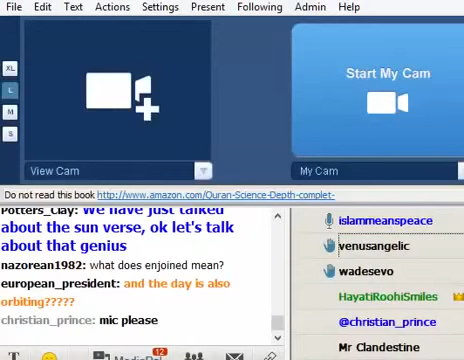 File Edit Text Actions Settings Present Following Admin Help
XL
L
M
S
View Cam
Start My Cam
My Cam
Do not read this book http://www.amazon.com/Quran-Science-Depth-complet-
Potters_Clay: We have just talked
about the sun verse, ok let's talk
about that genius
nazorean1982: what does enjoined mean?
european_president: and the day is also
orbiting?????
christian_prince: mic please
islammeanspeace
venusangelic
wadesevo
HayatiRoohiSmiles
@christian_prince
Mr Clandestine
T
12